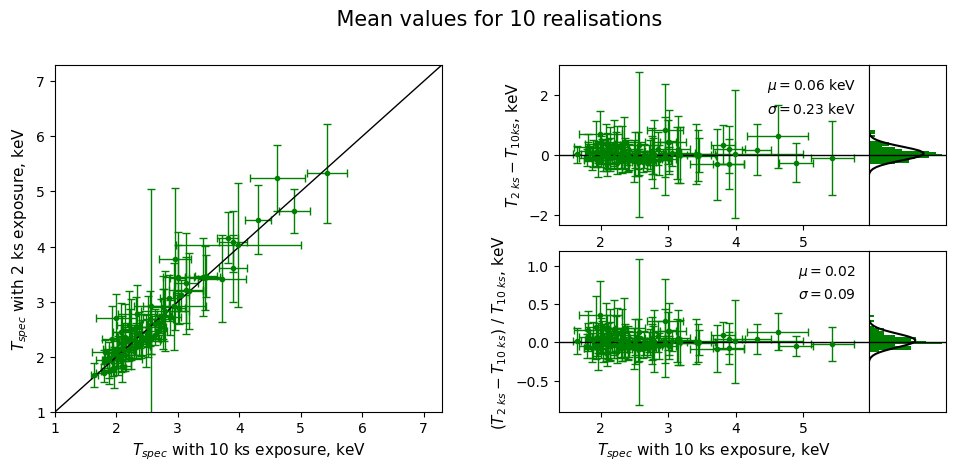 Mean values for 10 realisations
7
6
5
4
3
2
1
1 2 3 4 5 6 7
T_spec with 2 ks exposure, keV
T_spec with 10 ks exposure, keV
2
0
−2
2 3 4 5
T_2 ks − T_10ks, keV
μ = 0.06 keV
σ = 0.23 keV
1.0
0.5
0.0
−0.5
2 3 4 5
(T_2 ks − T_10 ks) / T_10 ks, keV
μ = 0.02
σ = 0.09
T_spec with 10 ks exposure, keV